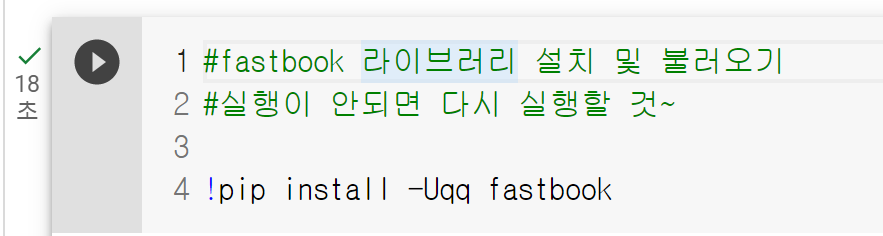 18
초
1 #fastbook 라이브러리 설치 및 불러오기
2 #실행이 안되면 다시 실행할 것~
3
4 !pip install -Uqq fastbook